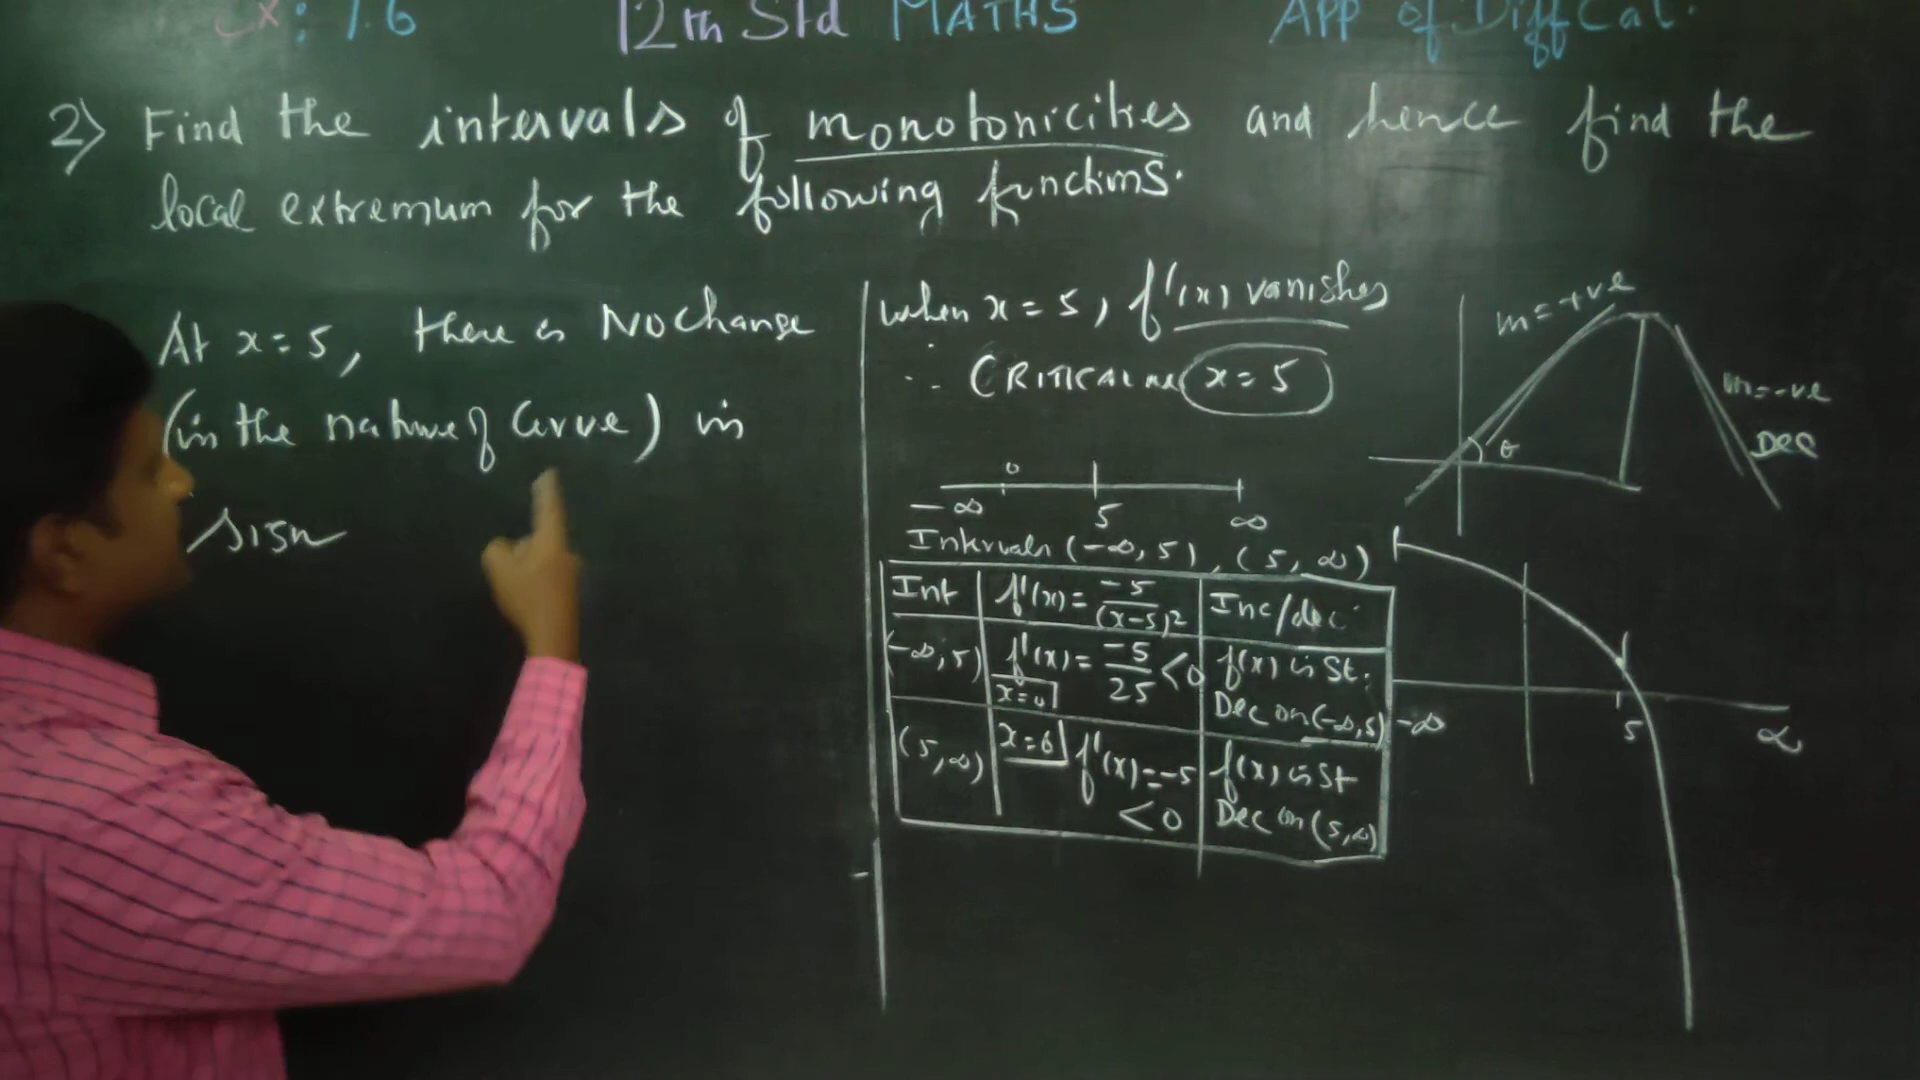 Ex: 7.6 12th Std MATHS APP of Diff Cal.
2) Find the intervals of monotonicities and hence find the
local extremum for the following functions.
At x = 5, there is NO Change
(in the nature of Curve) in
sign
when x = 5, f'(x) vanishes
∴ CRITICAL x = 5
0
-∞ 5 ∞
Intervals (-∞, 5), (5, ∞)
Int f'(x) = -5/(x-5)² Inc/dec
(-∞, 5) f'(x) = -5/25 < 0 f(x) is St.
x = 0 Dec on (-∞, 5)
(5, ∞) x = 6 f'(x) = -5 f(x) is St
< 0 Dec on (5, ∞)
m = +ve
m = -ve
θ Dec
-∞ 5 ∞